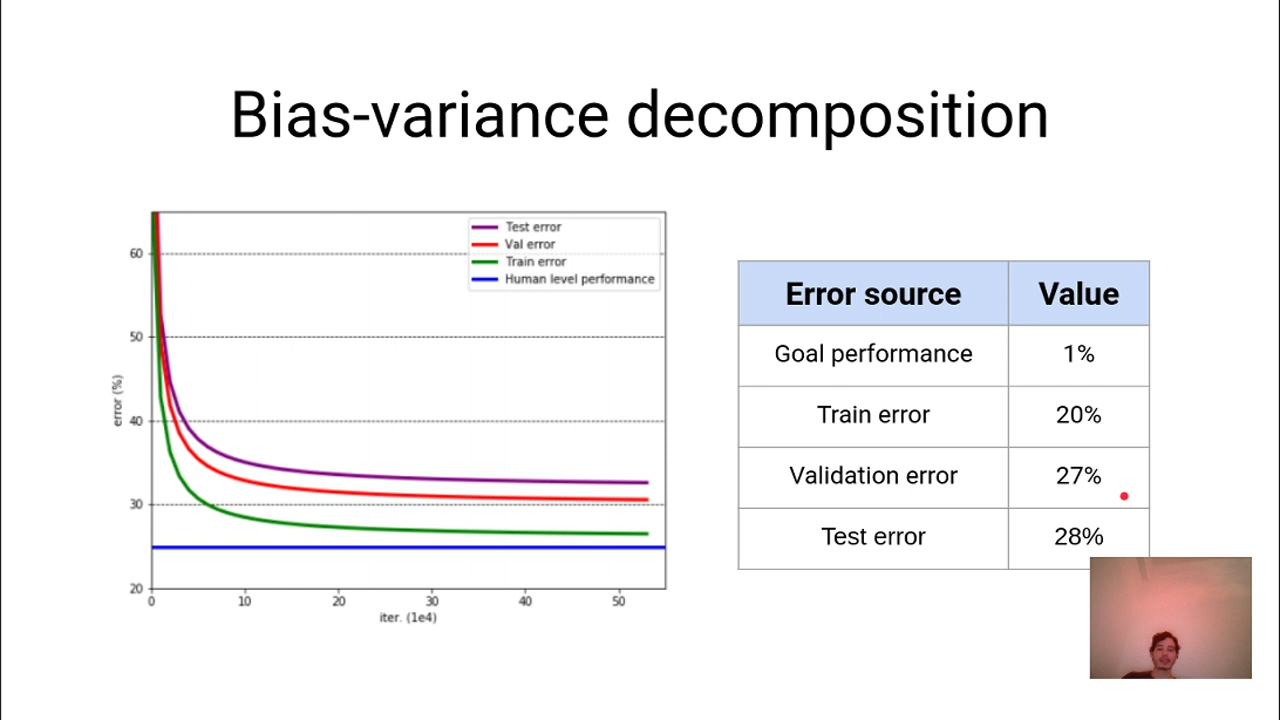 Bias-variance decomposition
Test error
Val error
Train error
Human level performance
60
50
40
30
20
error (%)
0 10 20 30 40 50
iter. (1e4)
Error source Value
Goal performance 1%
Train error 20%
Validation error 27%
Test error 28%